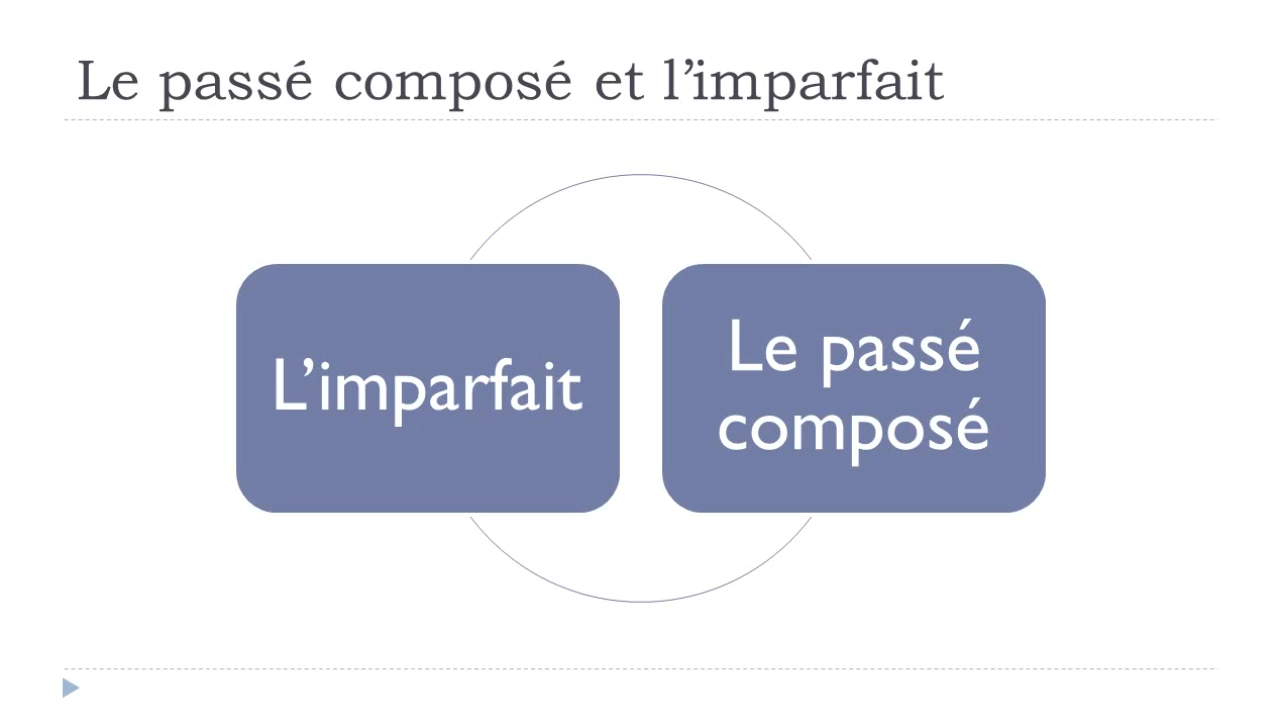 Le passé composé et l’imparfait
L’imparfait
Le passé
composé